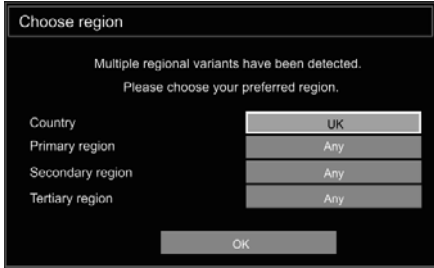 Choose region
Multiple regional variants have been detected.
Please choose your preferred region.
Country UK
Primary region Any
Secondary region Any
Tertiary region Any
OK